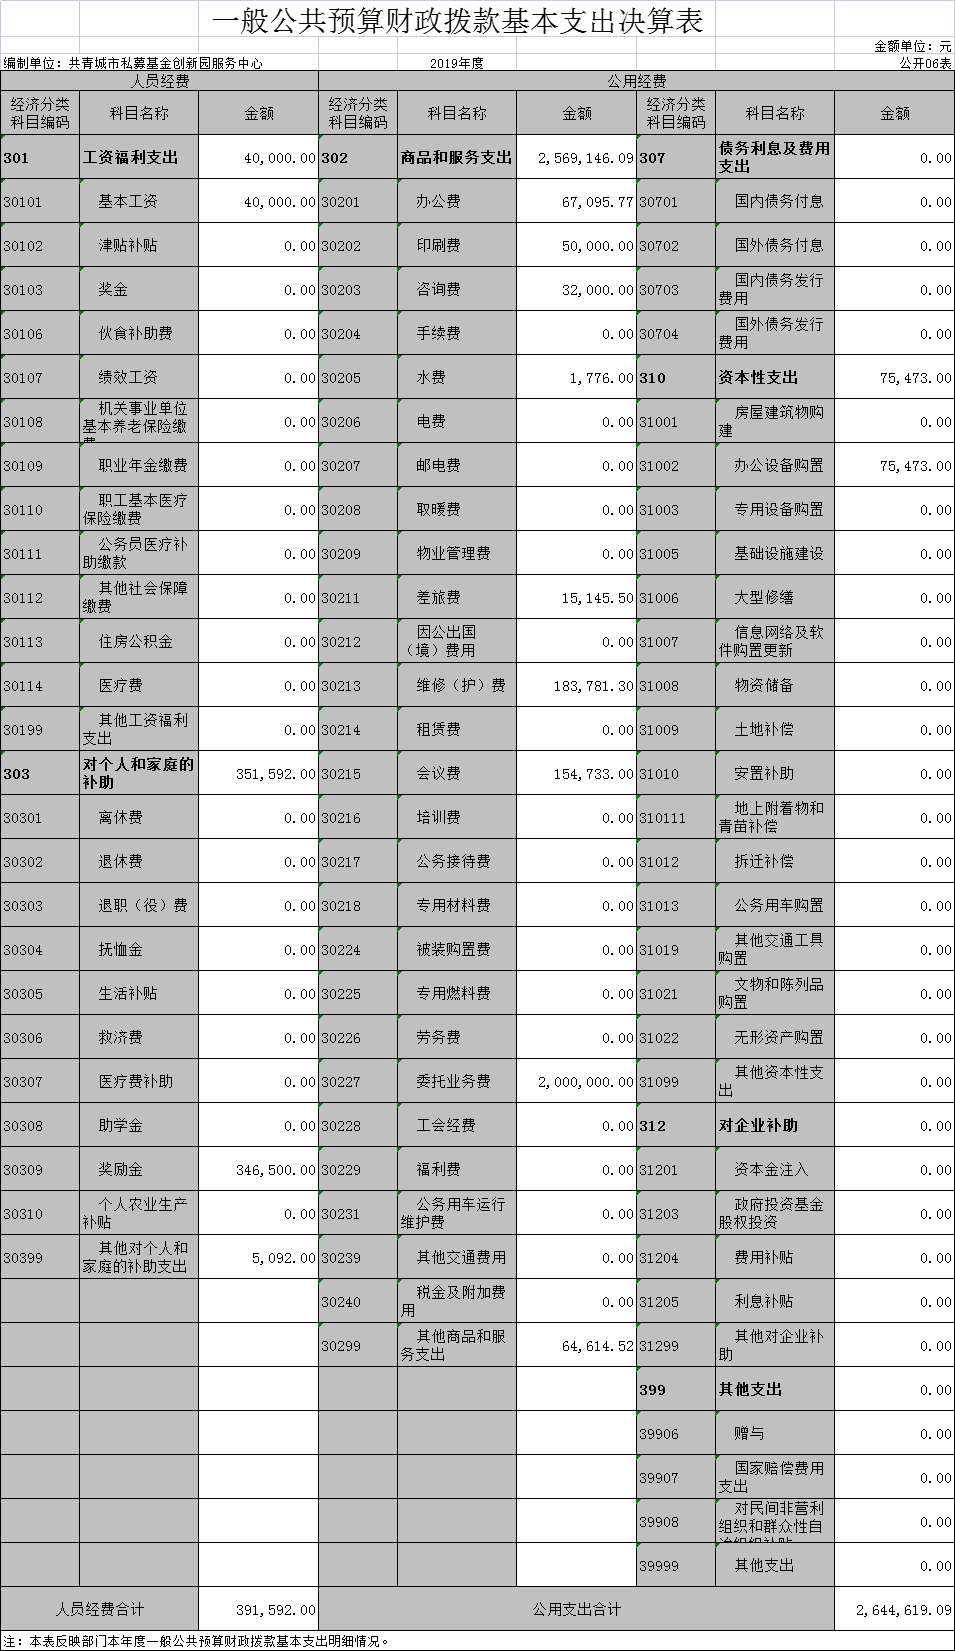 一般公共预算财政拨款基本支出决算表
金额单位：元
编制单位：共青城市私募基金创新园服务中心 2019年度 公开06表
人员经费 公用经费
经济分类科目编码 科目名称 金额 经济分类科目编码 科目名称 金额 经济分类科目编码 科目名称 金额
301 工资福利支出 40,000.00 302 商品和服务支出 2,569,146.09 307 债务利息及费用支出 0.00
30101 基本工资 40,000.00 30201 办公费 67,095.77 30701 国内债务付息 0.00
30102 津贴补贴 0.00 30202 印刷费 50,000.00 30702 国外债务付息 0.00
30103 奖金 0.00 30203 咨询费 32,000.00 30703 国内债务发行费用 0.00
30106 伙食补助费 0.00 30204 手续费 0.00 30704 国外债务发行费用 0.00
30107 绩效工资 0.00 30205 水费 1,776.00 310 资本性支出 75,473.00
30108 机关事业单位基本养老保险缴 0.00 30206 电费 0.00 31001 房屋建筑物购建 0.00
30109 职业年金缴费 0.00 30207 邮电费 0.00 31002 办公设备购置 75,473.00
30110 职工基本医疗保险缴费 0.00 30208 取暖费 0.00 31003 专用设备购置 0.00
30111 公务员医疗补助缴款 0.00 30209 物业管理费 0.00 31005 基础设施建设 0.00
30112 其他社会保障缴费 0.00 30211 差旅费 15,145.50 31006 大型修缮 0.00
30113 住房公积金 0.00 30212 因公出国（境）费用 0.00 31007 信息网络及软件购置更新 0.00
30114 医疗费 0.00 30213 维修（护）费 183,781.30 31008 物资储备 0.00
30199 其他工资福利支出 0.00 30214 租赁费 0.00 31009 土地补偿 0.00
303 对个人和家庭的补助 351,592.00 30215 会议费 154,733.00 31010 安置补助 0.00
30301 离休费 0.00 30216 培训费 0.00 310111 地上附着物和青苗补偿 0.00
30302 退休费 0.00 30217 公务接待费 0.00 31012 拆迁补偿 0.00
30303 退职（役）费 0.00 30218 专用材料费 0.00 31013 公务用车购置 0.00
30304 抚恤金 0.00 30224 被装购置费 0.00 31019 其他交通工具购置 0.00
30305 生活补贴 0.00 30225 专用燃料费 0.00 31021 文物和陈列品购置 0.00
30306 救济费 0.00 30226 劳务费 0.00 31022 无形资产购置 0.00
30307 医疗费补助 0.00 30227 委托业务费 2,000,000.00 31099 其他资本性支出 0.00
30308 助学金 0.00 30228 工会经费 0.00 312 对企业补助 0.00
30309 奖励金 346,500.00 30229 福利费 0.00 31201 资本金注入 0.00
30310 个人农业生产补贴 0.00 30231 公务用车运行维护费 0.00 31203 政府投资基金股权投资 0.00
30399 其他对个人和家庭的补助支出 5,092.00 30239 其他交通费用 0.00 31204 费用补贴 0.00
30240 税金及附加费用 0.00 31205 利息补贴 0.00
30299 其他商品和服务支出 64,614.52 31299 其他对企业补助 0.00
399 其他支出 0.00
39906 赠与 0.00
39907 国家赔偿费用支出 0.00
39908 对民间非营利组织和群众性自 0.00
39999 其他支出 0.00
人员经费合计 391,592.00 公用支出合计 2,644,619.09
注：本表反映部门本年度一般公共预算财政拨款基本支出明细情况。